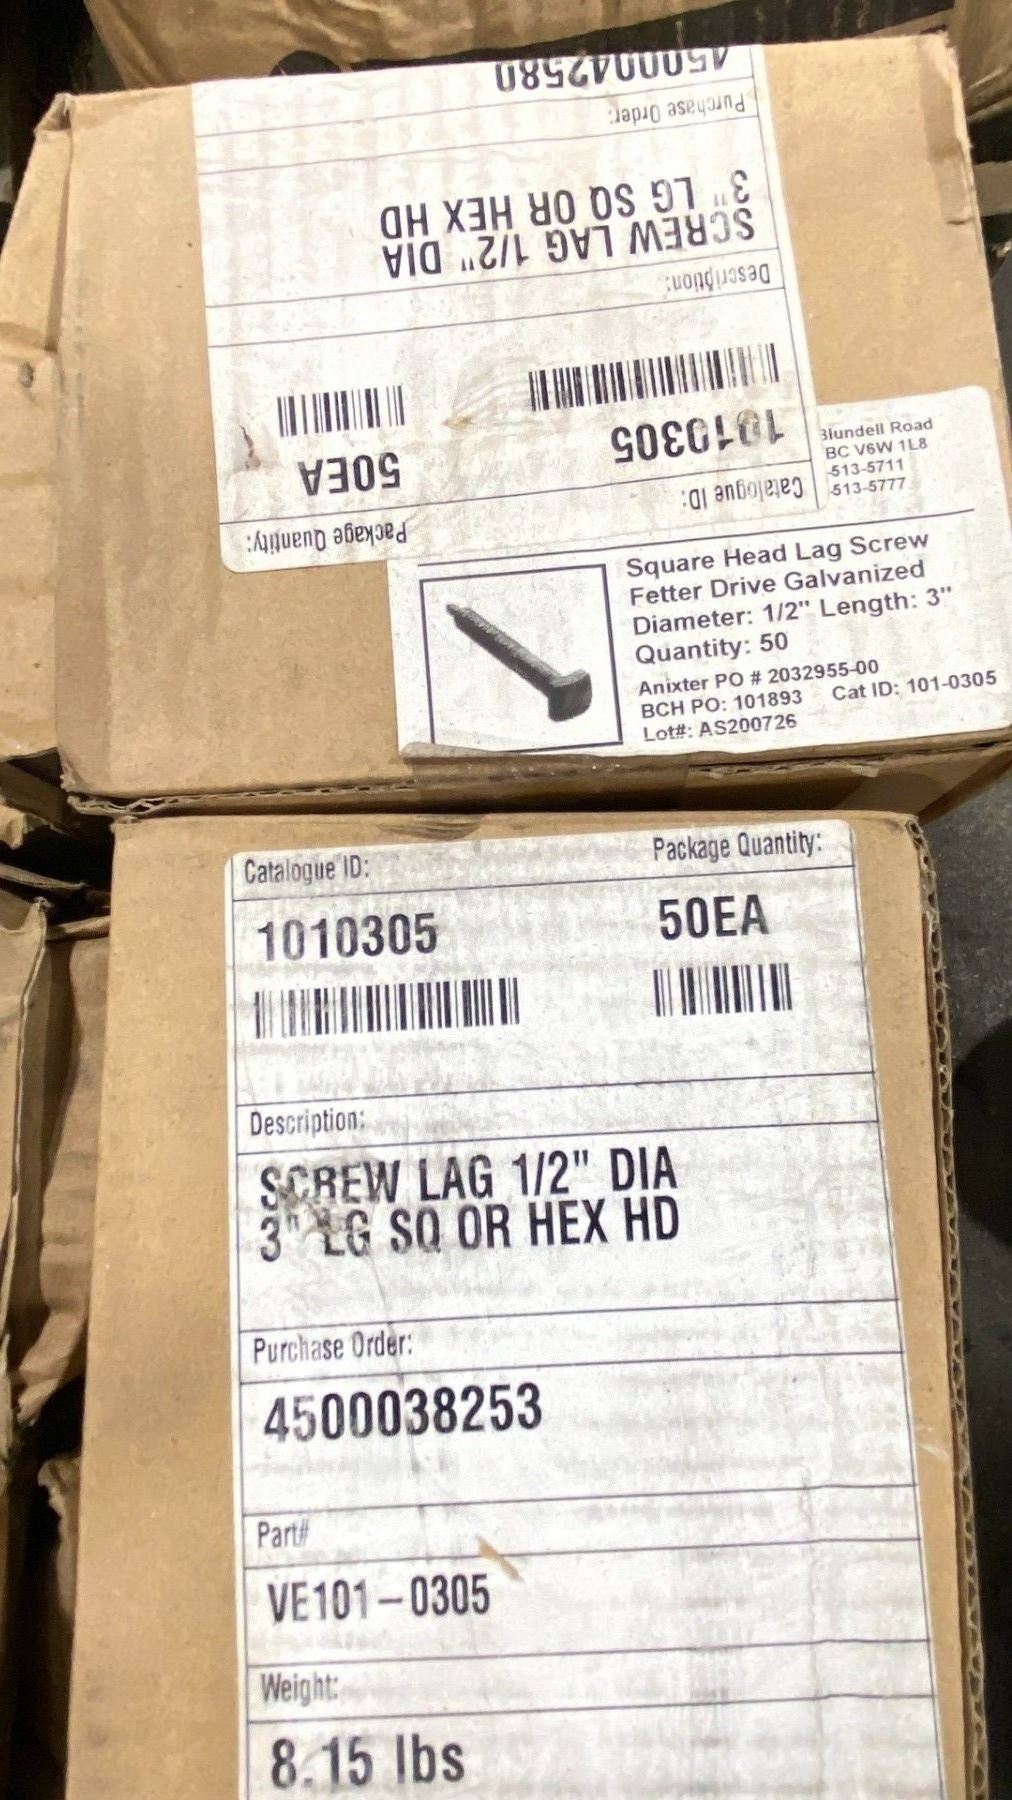 Catalogue ID:
Package Quantity:
1010305
50EA
Description:
SCREW LAG 1/2" DIA
3" LG SQ OR HEX HD
Purchase Order:
4500042580
Blundell Road
BC V6W 1L8
-513-5711
-513-5777
Square Head Lag Screw
Fetter Drive Galvanized
Diameter: 1/2" Length: 3"
Quantity: 50
Anixter PO # 2032955-00
BCH PO: 101893 Cat ID: 101-0305
Lot#: AS200726
Catalogue ID:
Package Quantity:
1010305
50EA
Description:
SCREW LAG 1/2" DIA
3" LG SQ OR HEX HD
Purchase Order:
4500038253
Part#
VE101-0305
Weight:
8.15 lbs